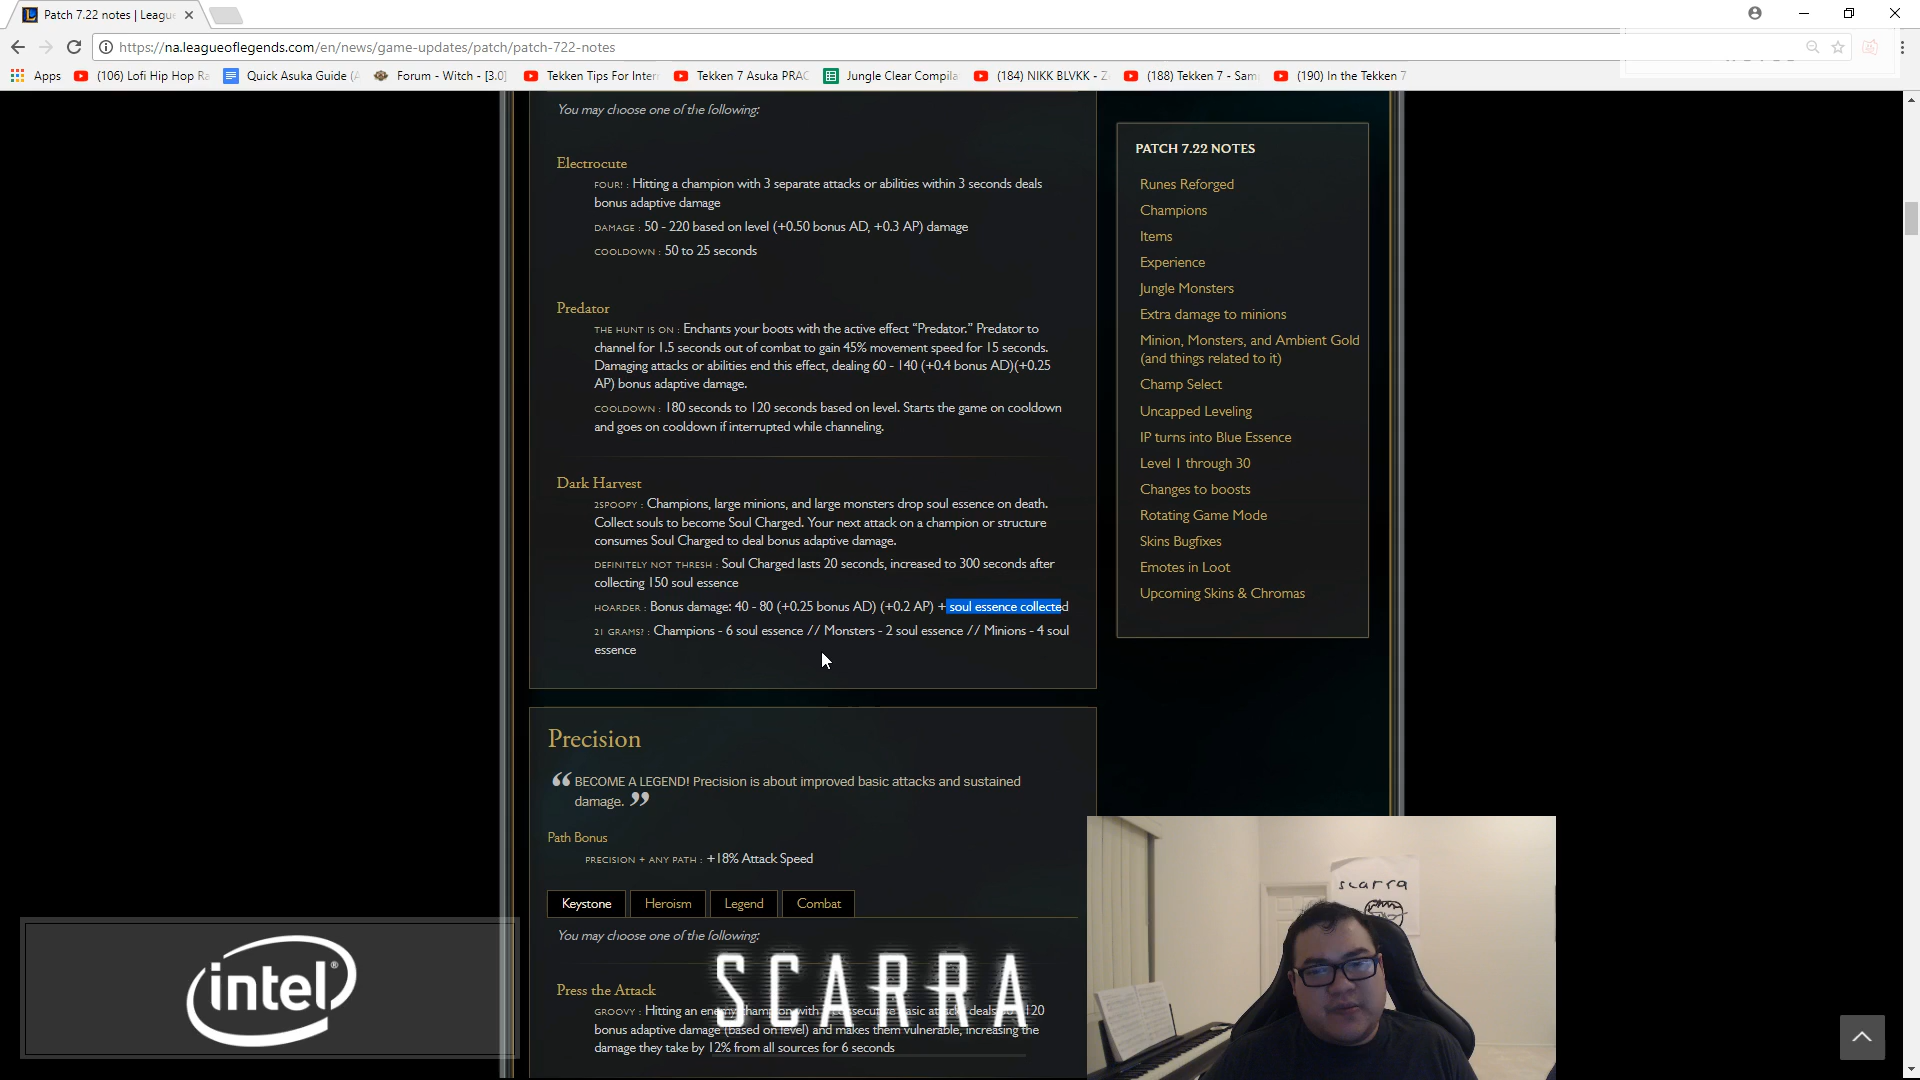 Patch 7.22 notes | Leagu
https://na.leagueoflegends.com/en/news/game-updates/patch/patch-722-notes
Apps (106) Lofi Hip Hop Ra Quick Asuka Guide (A Forum - Witch - [3.0] Tekken Tips For Inter Tekken 7 Asuka PRAC Jungle Clear Compila (184) NIKK BLVKK - Z (188) Tekken 7 - Sam (190) In the Tekken 7
You may choose one of the following:
Electrocute
FOUR! : Hitting a champion with 3 separate attacks or abilities within 3 seconds deals
bonus adaptive damage
DAMAGE : 50 - 220 based on level (+0.50 bonus AD, +0.3 AP) damage
COOLDOWN : 50 to 25 seconds
Predator
THE HUNT IS ON : Enchants your boots with the active effect “Predator.” Predator to
channel for 1.5 seconds out of combat to gain 45% movement speed for 15 seconds.
Damaging attacks or abilities end this effect, dealing 60 - 140 (+0.4 bonus AD)(+0.25
AP) bonus adaptive damage.
COOLDOWN : 180 seconds to 120 seconds based on level. Starts the game on cooldown
and goes on cooldown if interrupted while channeling.
Dark Harvest
2SPOOPY : Champions, large minions, and large monsters drop soul essence on death.
Collect souls to become Soul Charged. Your next attack on a champion or structure
consumes Soul Charged to deal bonus adaptive damage.
DEFINITELY NOT THRESH : Soul Charged lasts 20 seconds, increased to 300 seconds after
collecting 150 soul essence
HOARDER : Bonus damage: 40 - 80 (+0.25 bonus AD) (+0.2 AP) + soul essence collected
21 GRAMS? : Champions - 6 soul essence // Monsters - 2 soul essence // Minions - 4 soul
essence
PATCH 7.22 NOTES
Runes Reforged
Champions
Items
Experience
Jungle Monsters
Extra damage to minions
Minion, Monsters, and Ambient Gold
(and things related to it)
Champ Select
Uncapped Leveling
IP turns into Blue Essence
Level 1 through 30
Changes to boosts
Rotating Game Mode
Skins Bugfixes
Emotes in Loot
Upcoming Skins & Chromas
Precision
“ BECOME A LEGEND! Precision is about improved basic attacks and sustained
damage. ”
Path Bonus
PRECISION + ANY PATH : +18% Attack Speed
Keystone Heroism Legend Combat
You may choose one of the following:
Press the Attack
GROOVY : Hitting an enemy champion with consecutive basic attacks deals 120
bonus adaptive damage (based on level) and makes them vulnerable, increasing the
damage they take by 12% from all sources for 6 seconds
intel®
SCARRA
scarra